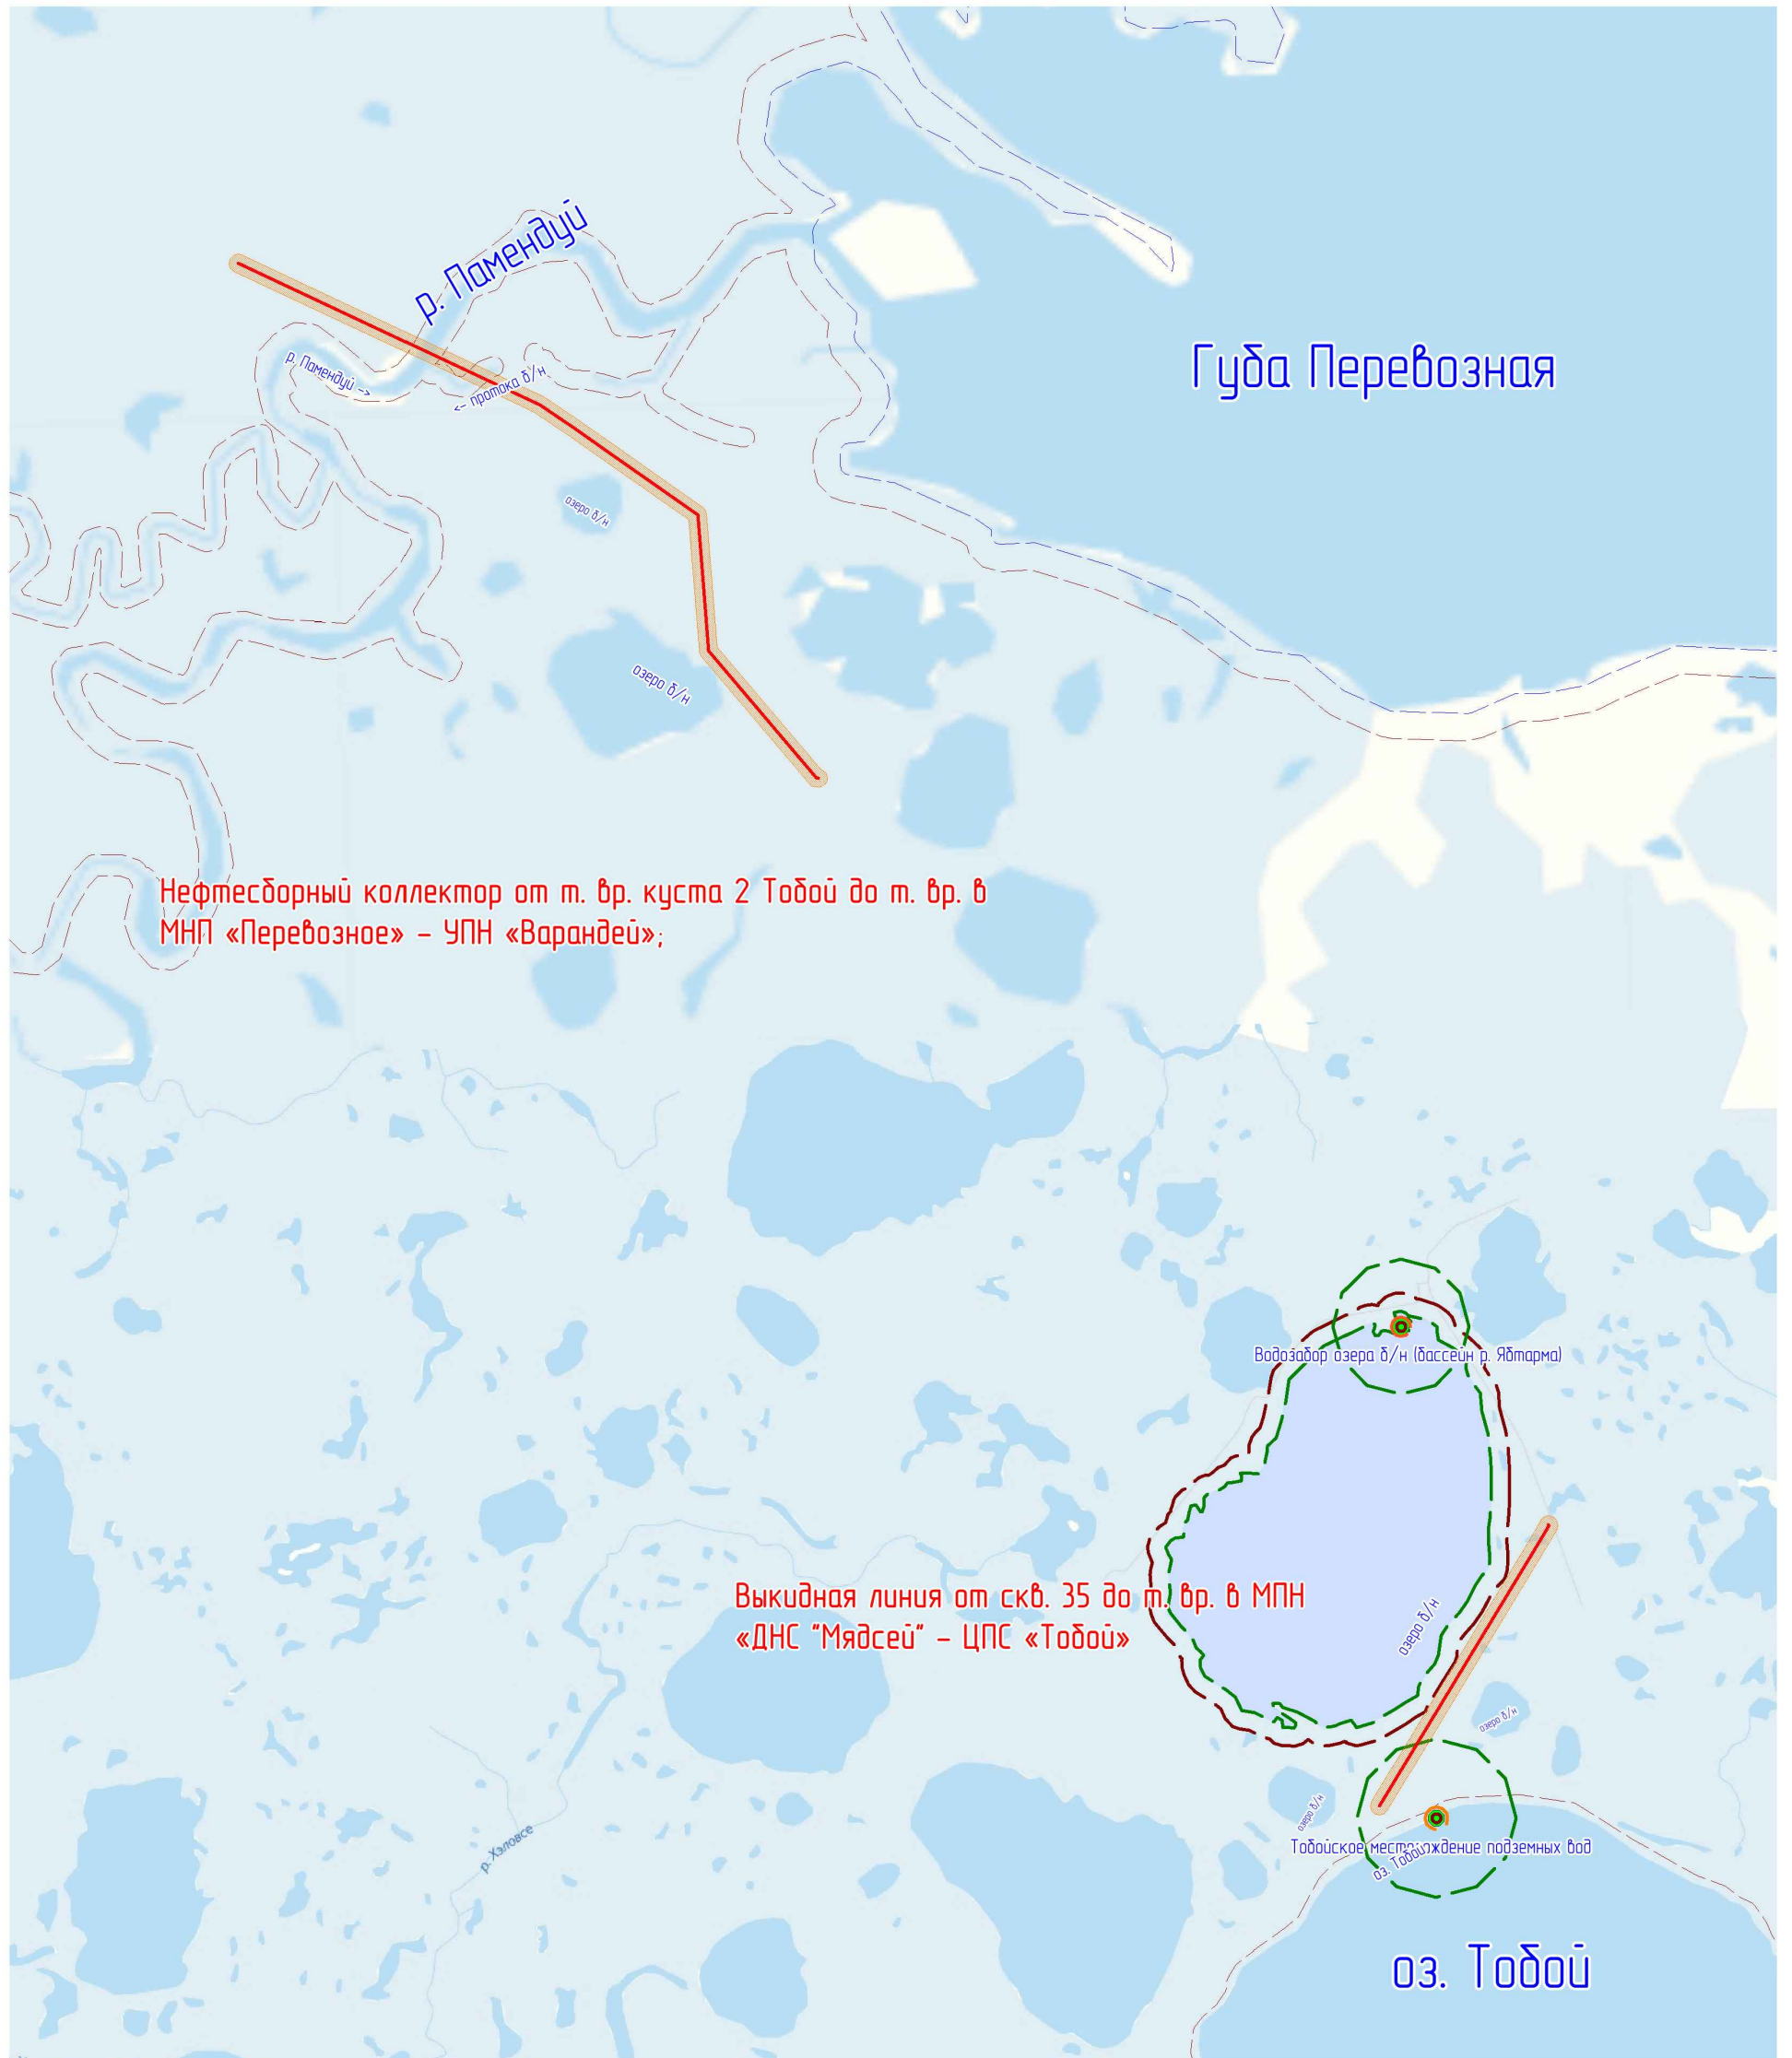 р. Памендуй
р. Памендуй ->
<- протока б/н
Губа Перевозная
озеро б/н
озеро б/н
Нефтесборный коллектор от т. вр. куста 2 Тобой до т. вр. в
МНП «Перевозное» – УПН «Варандей»;
Водозабор озера б/н (бассейн р. Ябтарма)
Выкидная линия от скв. 35 до т. вр. в МПН
«ДНС "Мядсей" – ЦПС «Тобой»
озеро б/н
озеро б/н
озеро б/н
р. Хэловсе
Тобойское месторождение подземных вод
оз. Тобой
оз. Тобой